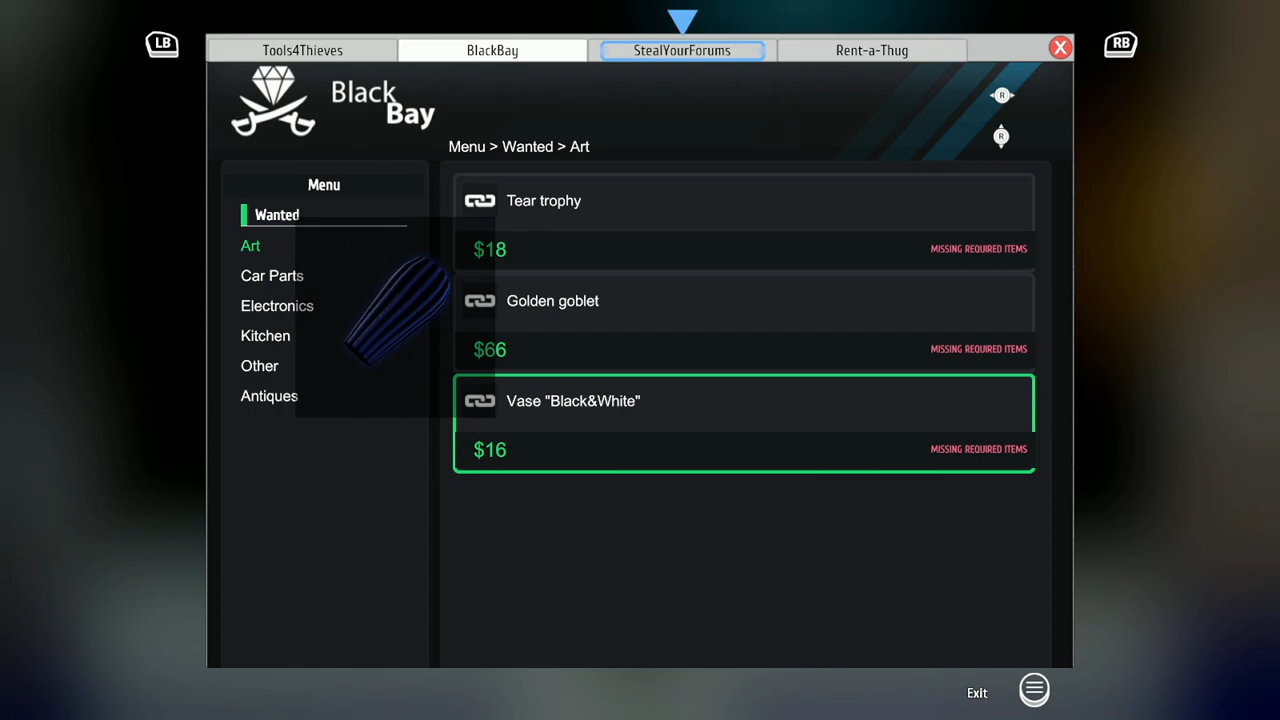 LB
Tools4Thieves
BlackBay
StealYourForums
Rent-a-Thug
X
RB
Black
Bay
R
R
Menu > Wanted > Art
Menu
Wanted
Art
Car Parts
Electronics
Kitchen
Other
Antiques
Tear trophy
$18
MISSING REQUIRED ITEMS
Golden goblet
$66
MISSING REQUIRED ITEMS
Vase "Black&White"
$16
MISSING REQUIRED ITEMS
Exit